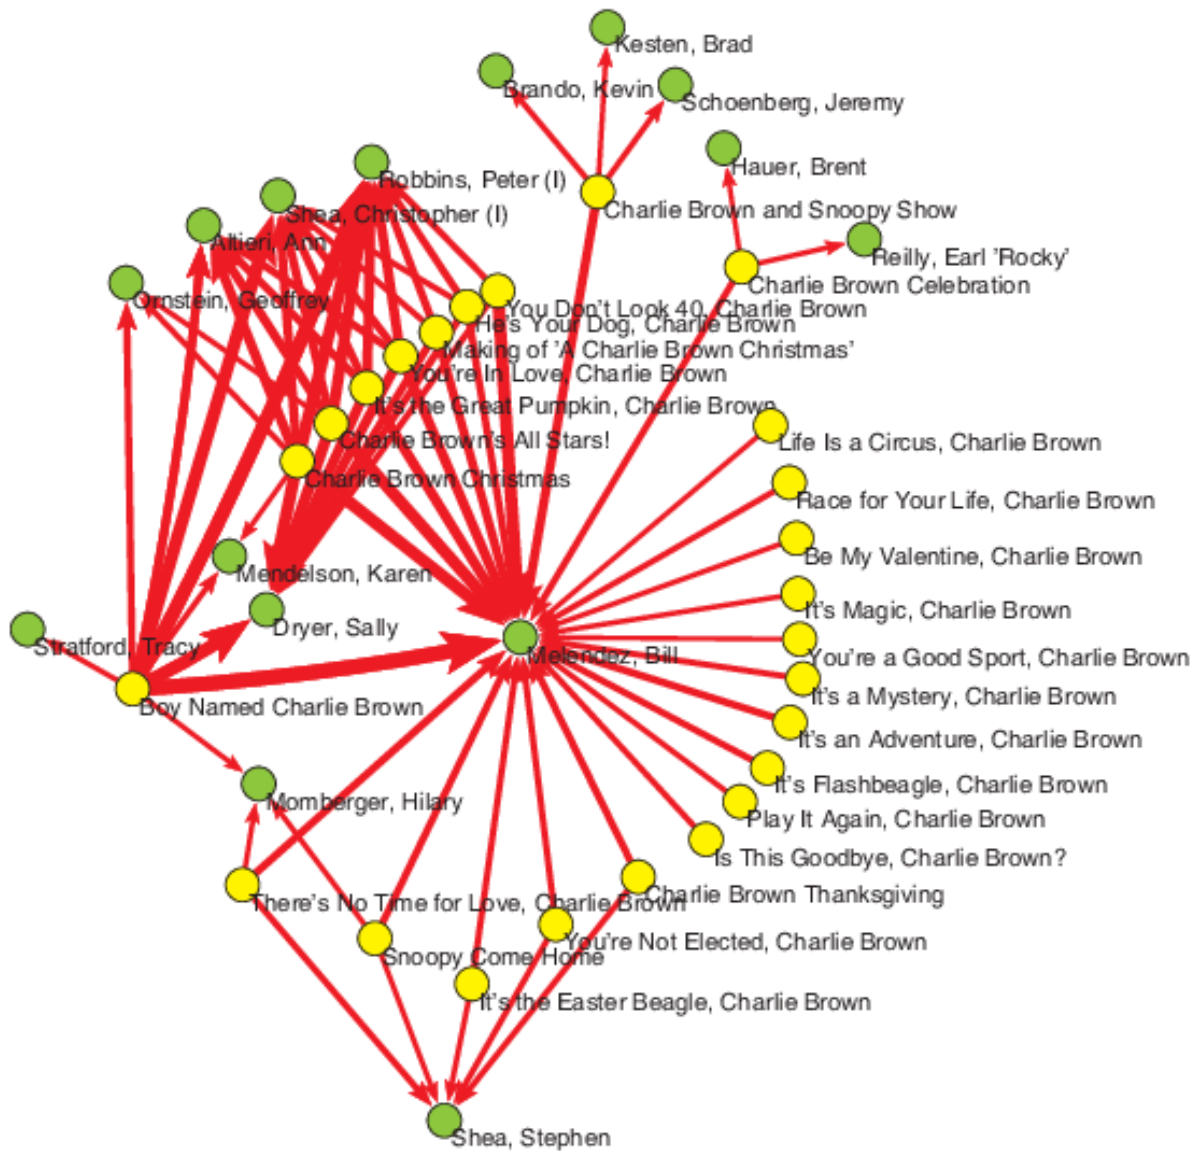 Kesten, Brad
Brando, Kevin
Schoenberg, Jeremy
Hauer, Brent
Robbins, Peter (I)
Shea, Christopher (I)
Charlie Brown and Snoopy Show
Altieri, Ann
Reilly, Earl 'Rocky'
Charlie Brown Celebration
Ornstein, Geoffrey
You Don't Look 40, Charlie Brown
He's Your Dog, Charlie Brown
Making of 'A Charlie Brown Christmas'
You're In Love, Charlie Brown
It's the Great Pumpkin, Charlie Brown
Charlie Brown's All Stars!
Life Is a Circus, Charlie Brown
Charlie Brown Christmas
Race for Your Life, Charlie Brown
Be My Valentine, Charlie Brown
Mendelson, Karen
It's Magic, Charlie Brown
Dryer, Sally
Stratford, Tracy
Melendez, Bill
You're a Good Sport, Charlie Brown
It's a Mystery, Charlie Brown
Boy Named Charlie Brown
It's an Adventure, Charlie Brown
It's Flashbeagle, Charlie Brown
Momberger, Hilary
Play It Again, Charlie Brown
Is This Goodbye, Charlie Brown?
Charlie Brown Thanksgiving
There's No Time for Love, Charlie Brown
You're Not Elected, Charlie Brown
Snoopy Come Home
It's the Easter Beagle, Charlie Brown
Shea, Stephen